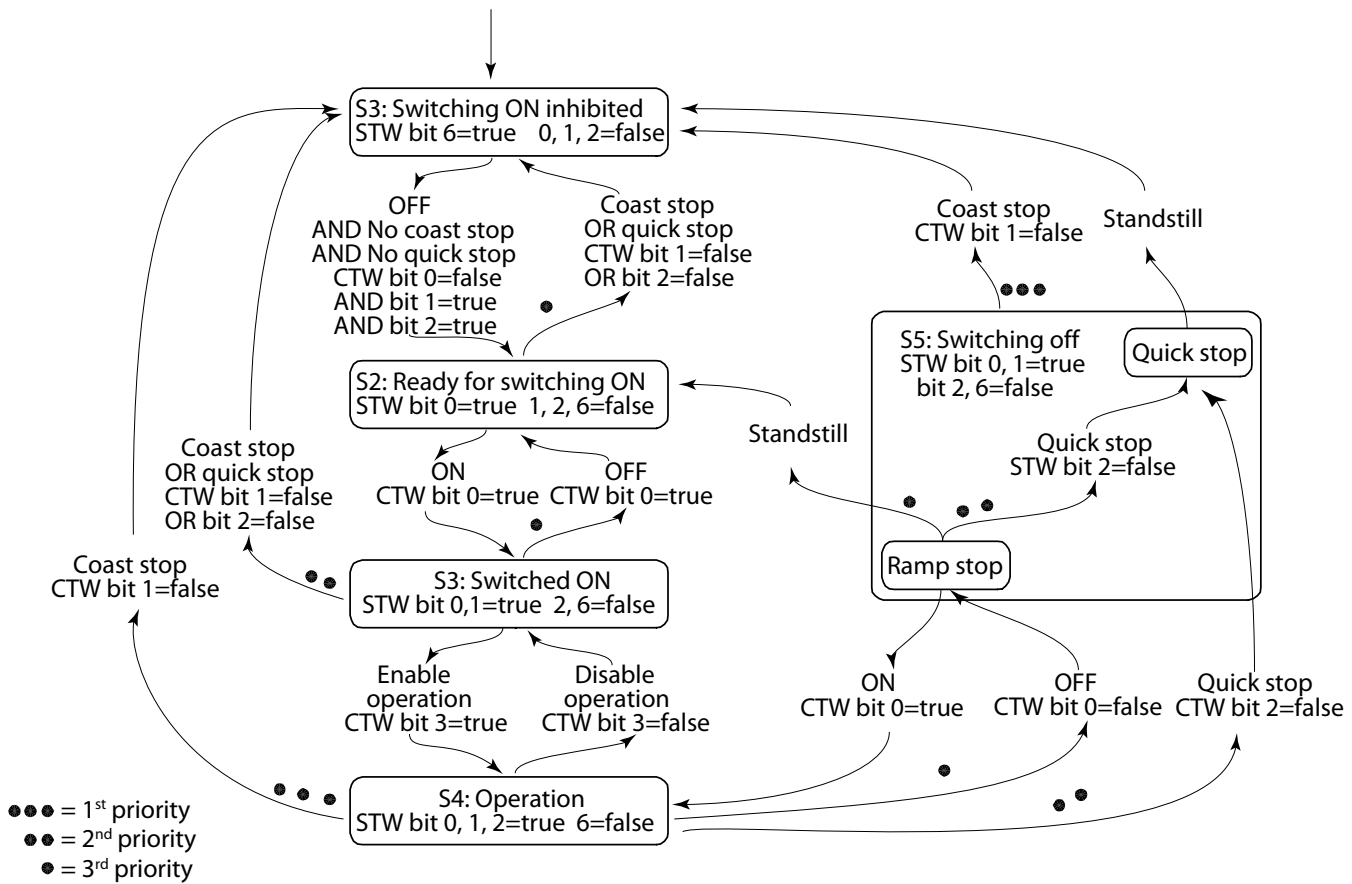 S3: Switching ON inhibited
STW bit 6=true 0, 1, 2=false
OFF
AND No coast stop
AND No quick stop
CTW bit 0=false
AND bit 1=true
AND bit 2=true
Coast stop
OR quick stop
CTW bit 1=false
OR bit 2=false
Coast stop
CTW bit 1=false
Standstill
S5: Switching off
STW bit 0, 1=true
bit 2, 6=false
Quick stop
S2: Ready for switching ON
STW bit 0=true 1, 2, 6=false
Standstill
Quick stop
STW bit 2=false
Coast stop
OR quick stop
CTW bit 1=false
OR bit 2=false
ON
CTW bit 0=true
OFF
CTW bit 0=true
Ramp stop
Coast stop
CTW bit 1=false
S3: Switched ON
STW bit 0,1=true 2, 6=false
Enable
operation
CTW bit 3=true
Disable
operation
CTW bit 3=false
ON
CTW bit 0=true
OFF
CTW bit 0=false
Quick stop
CTW bit 2=false
S4: Operation
STW bit 0, 1, 2=true 6=false
= 1st priority
= 2nd priority
= 3rd priority